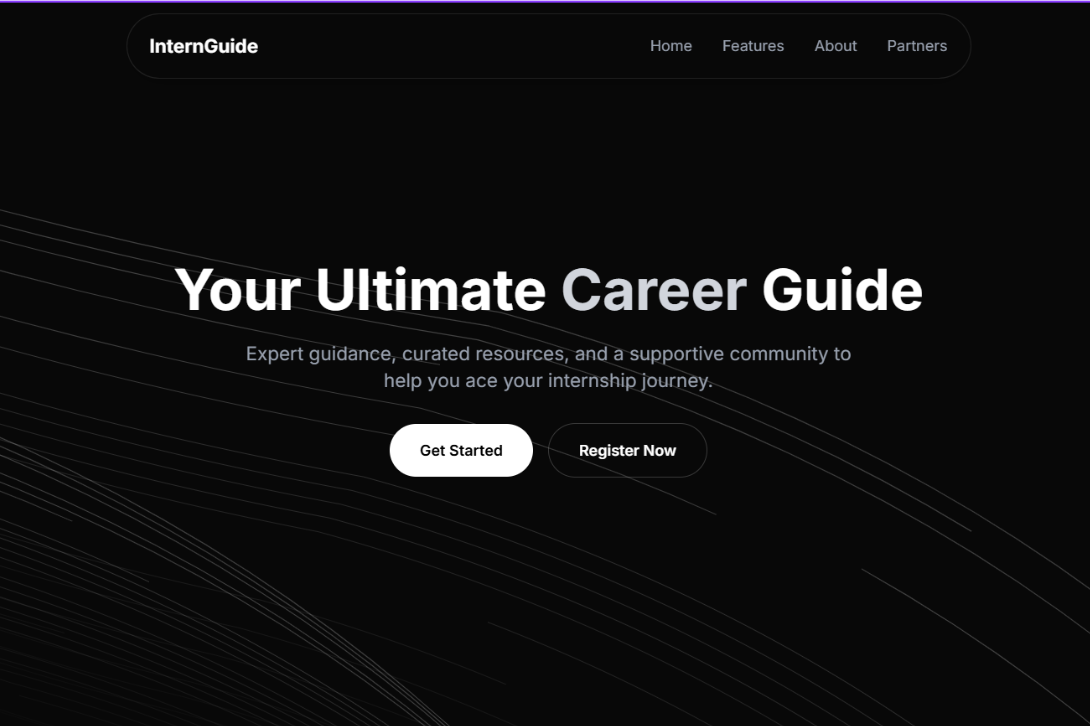 InternGuide
Home Features About Partners
Your Ultimate Career Guide
Expert guidance, curated resources, and a supportive community to
help you ace your internship journey.
Get Started
Register Now